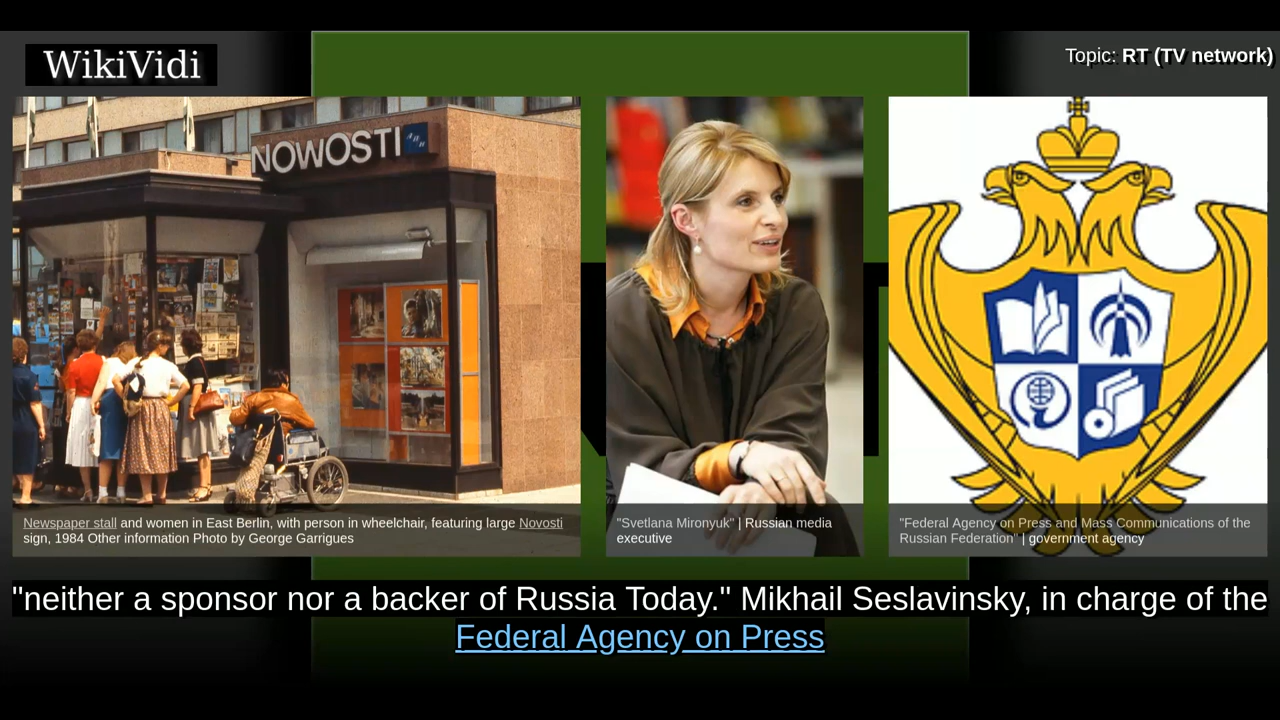 WikiVidi
Topic: RT (TV network)
NOWOSTI
Newspaper stall and women in East Berlin, with person in wheelchair, featuring large Novosti
sign, 1984 Other information Photo by George Garrigues
"Svetlana Mironyuk" | Russian media
executive
"Federal Agency on Press and Mass Communications of the
Russian Federation" | government agency
"neither a sponsor nor a backer of Russia Today." Mikhail Seslavinsky, in charge of the
Federal Agency on Press